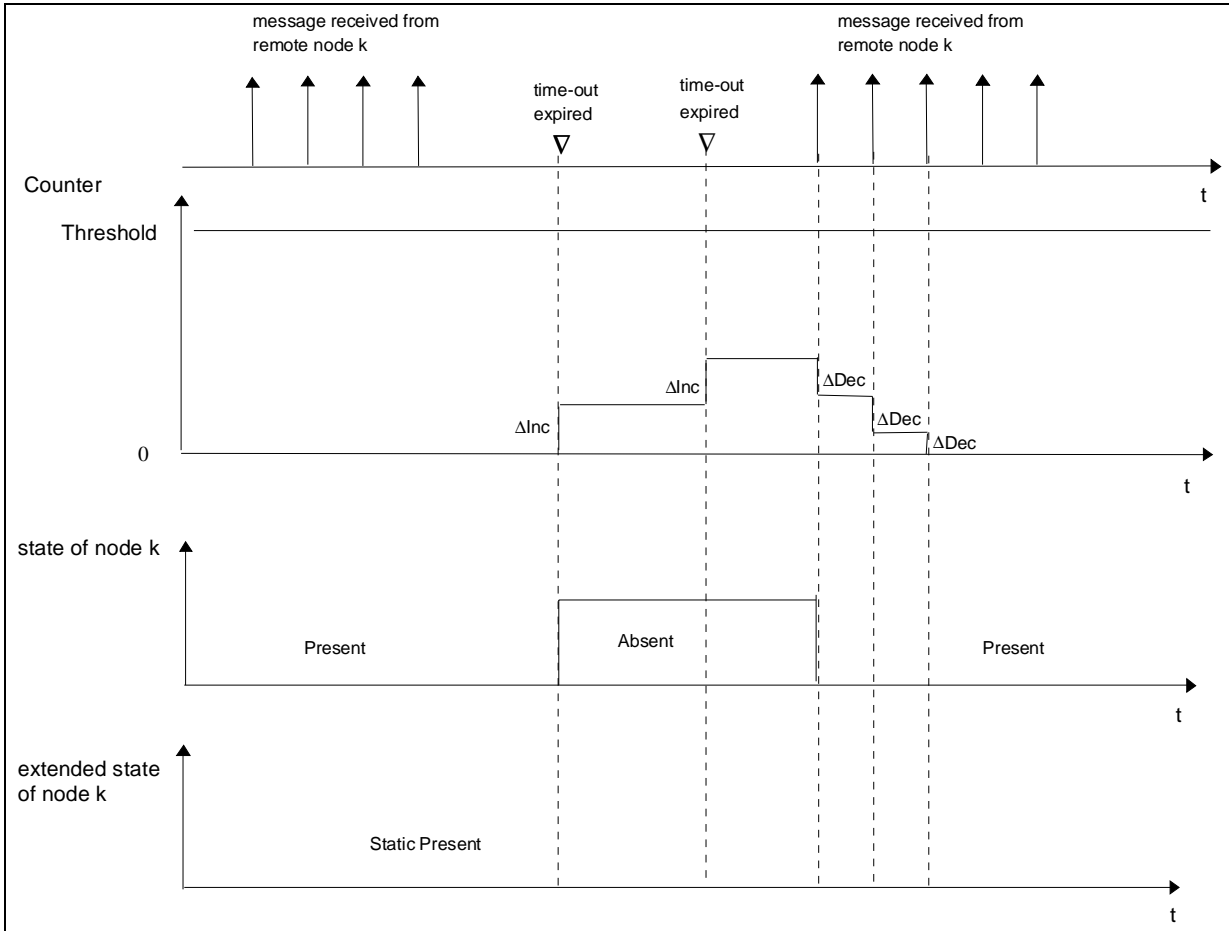 message received from
remote node k
message received from
remote node k
time-out
expired
time-out
expired
t
Counter
Threshold
ΔInc
ΔInc
ΔDec
ΔDec
ΔDec
0
t
state of node k
Present
Absent
Present
t
extended state
of node k
Static Present
t